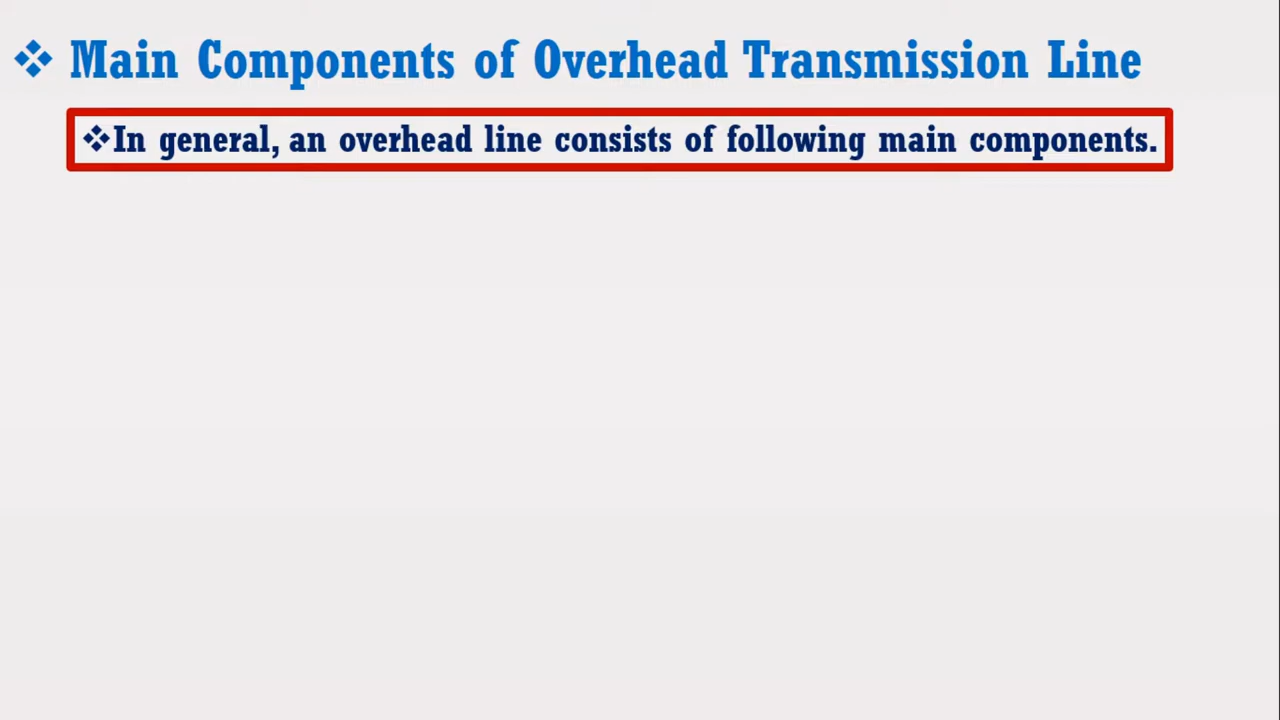 ❖ Main Components of Overhead Transmission Line
❖In general, an overhead line consists of following main components.